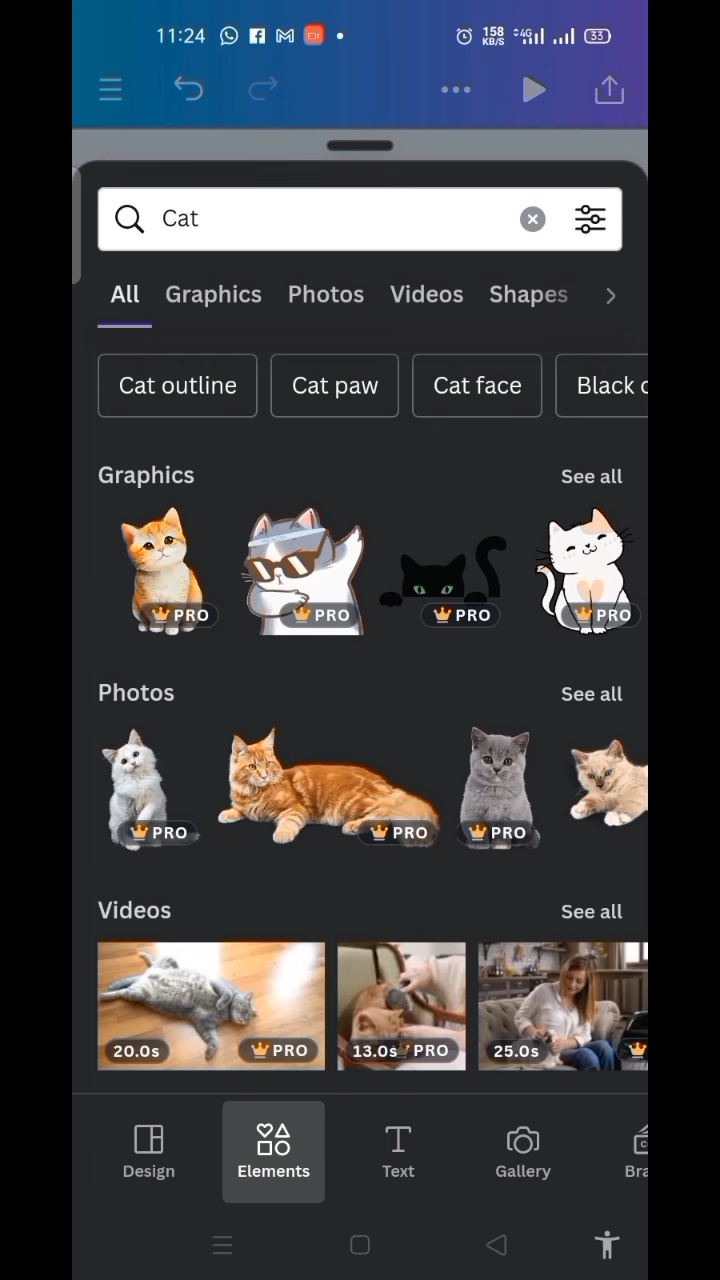 11:24 158 KB/S 4G 33
Cat
All Graphics Photos Videos Shapes
Cat outline Cat paw Cat face Black c
Graphics See all
PRO PRO PRO PRO
Photos See all
PRO PRO PRO
Videos See all
20.0s PRO 13.0s PRO 25.0s
Design Elements Text Gallery Bra